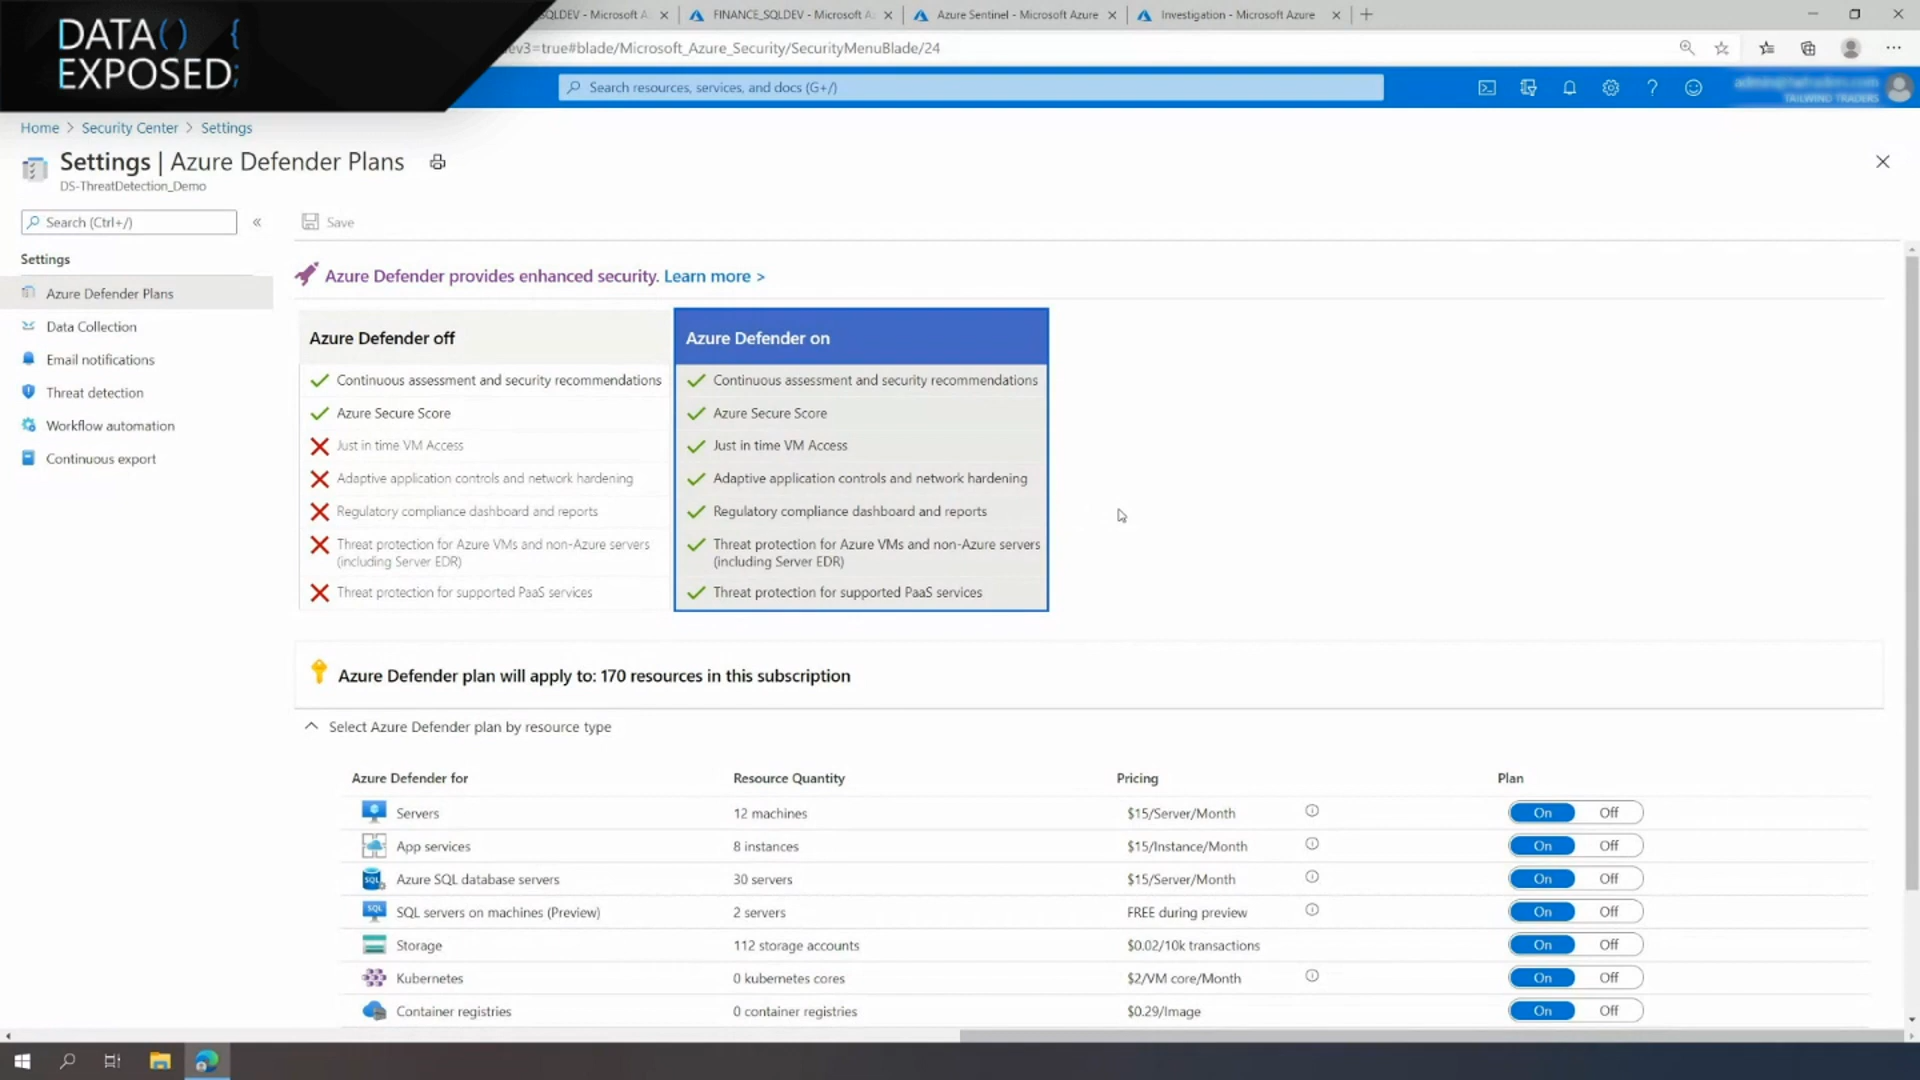 DATA() {
EXPOSED;
SQLDEV - Microsoft A
FINANCE_SQLDEV - Microsoft A
Azure Sentinel - Microsoft Azure
Investigation - Microsoft Azure
ev3=true#blade/Microsoft_Azure_Security/SecurityMenuBlade/24
Search resources, services, and docs (G+/)
TAILWIND TRADERS
Home > Security Center > Settings
Settings | Azure Defender Plans
DS-ThreatDetection_Demo
Search (Ctrl+/)
«
Save
Settings
Azure Defender Plans
Data Collection
Email notifications
Threat detection
Workflow automation
Continuous export
Azure Defender provides enhanced security. Learn more >
Azure Defender off
Continuous assessment and security recommendations
Azure Secure Score
Just in time VM Access
Adaptive application controls and network hardening
Regulatory compliance dashboard and reports
Threat protection for Azure VMs and non-Azure servers
(including Server EDR)
Threat protection for supported PaaS services
Azure Defender on
Continuous assessment and security recommendations
Azure Secure Score
Just in time VM Access
Adaptive application controls and network hardening
Regulatory compliance dashboard and reports
Threat protection for Azure VMs and non-Azure servers
(including Server EDR)
Threat protection for supported PaaS services
Azure Defender plan will apply to: 170 resources in this subscription
Select Azure Defender plan by resource type
Azure Defender for Resource Quantity Pricing Plan
Servers 12 machines $15/Server/Month On Off
App services 8 instances $15/Instance/Month On Off
Azure SQL database servers 30 servers $15/Server/Month On Off
SQL servers on machines (Preview) 2 servers FREE during preview On Off
Storage 112 storage accounts $0.02/10k transactions On Off
Kubernetes 0 kubernetes cores $2/VM core/Month On Off
Container registries 0 container registries $0.29/Image On Off